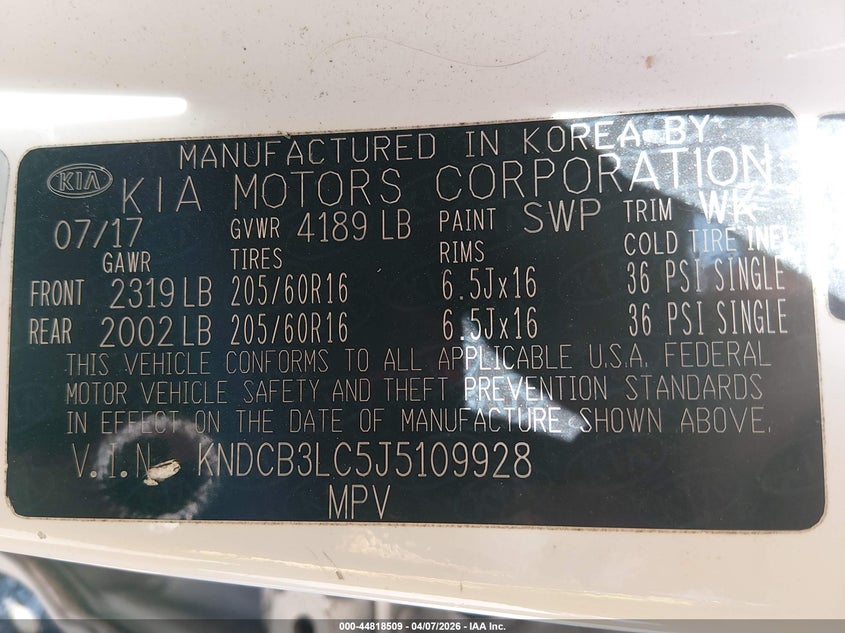 MANUFACTURED IN KOREA BY
KIA KIA MOTORS CORPORATION
07/17 GVWR 4189 LB PAINT SWP TRIM WK
GAWR TIRES RIMS COLD TIRE INFL
FRONT 2319 LB 205/60R16 6.5Jx16 36 PSI SINGLE
REAR 2002 LB 205/60R16 6.5Jx16 36 PSI SINGLE
THIS VEHICLE CONFORMS TO ALL APPLICABLE U.S.A. FEDERAL
MOTOR VEHICLE SAFETY AND THEFT PREVENTION STANDARDS
IN EFFECT ON THE DATE OF MANUFACTURE SHOWN ABOVE.
V.I.N. KNDCB3LC5J5109928
MPV
000-44818509 - 04/07/2026 - IAA Inc.